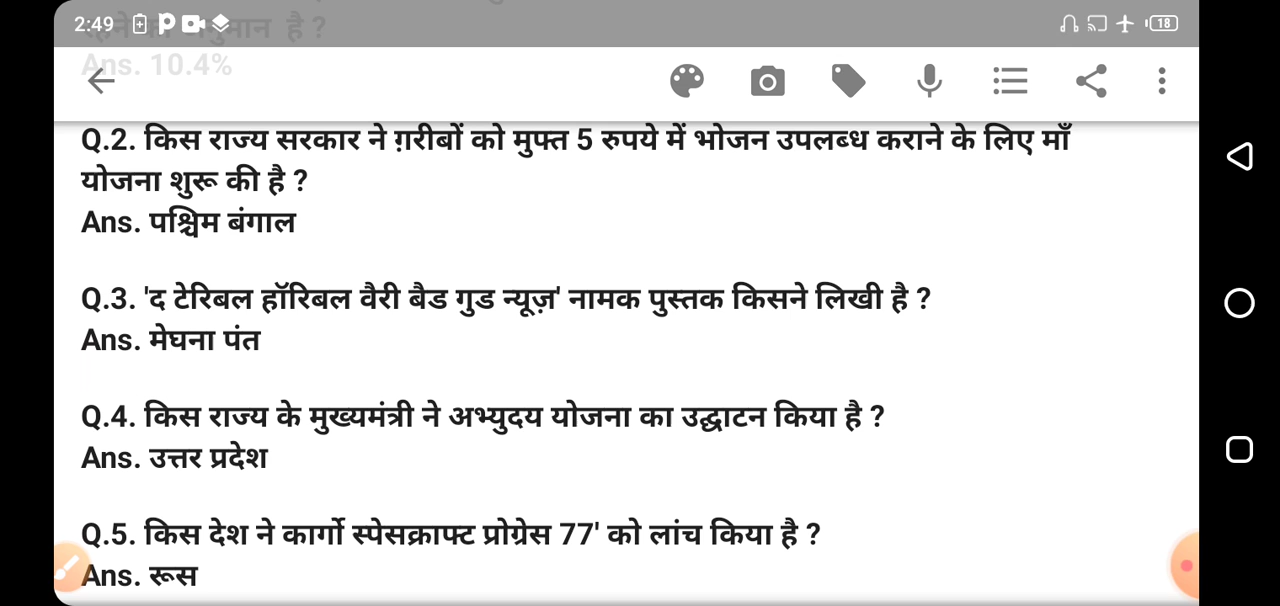 2:49
18
है ?
Ans. 10.4%
Q.2. किस राज्य सरकार ने ग़रीबों को मुफ्त 5 रुपये में भोजन उपलब्ध कराने के लिए माँ
योजना शुरू की है ?
Ans. पश्चिम बंगाल
Q.3. 'द टेरिबल हॉरिबल वैरी बैड गुड न्यूज़' नामक पुस्तक किसने लिखी है ?
Ans. मेघना पंत
Q.4. किस राज्य के मुख्यमंत्री ने अभ्युदय योजना का उद्घाटन किया है ?
Ans. उत्तर प्रदेश
Q.5. किस देश ने कार्गो स्पेसक्राफ्ट प्रोग्रेस 77' को लांच किया है ?
Ans. रूस